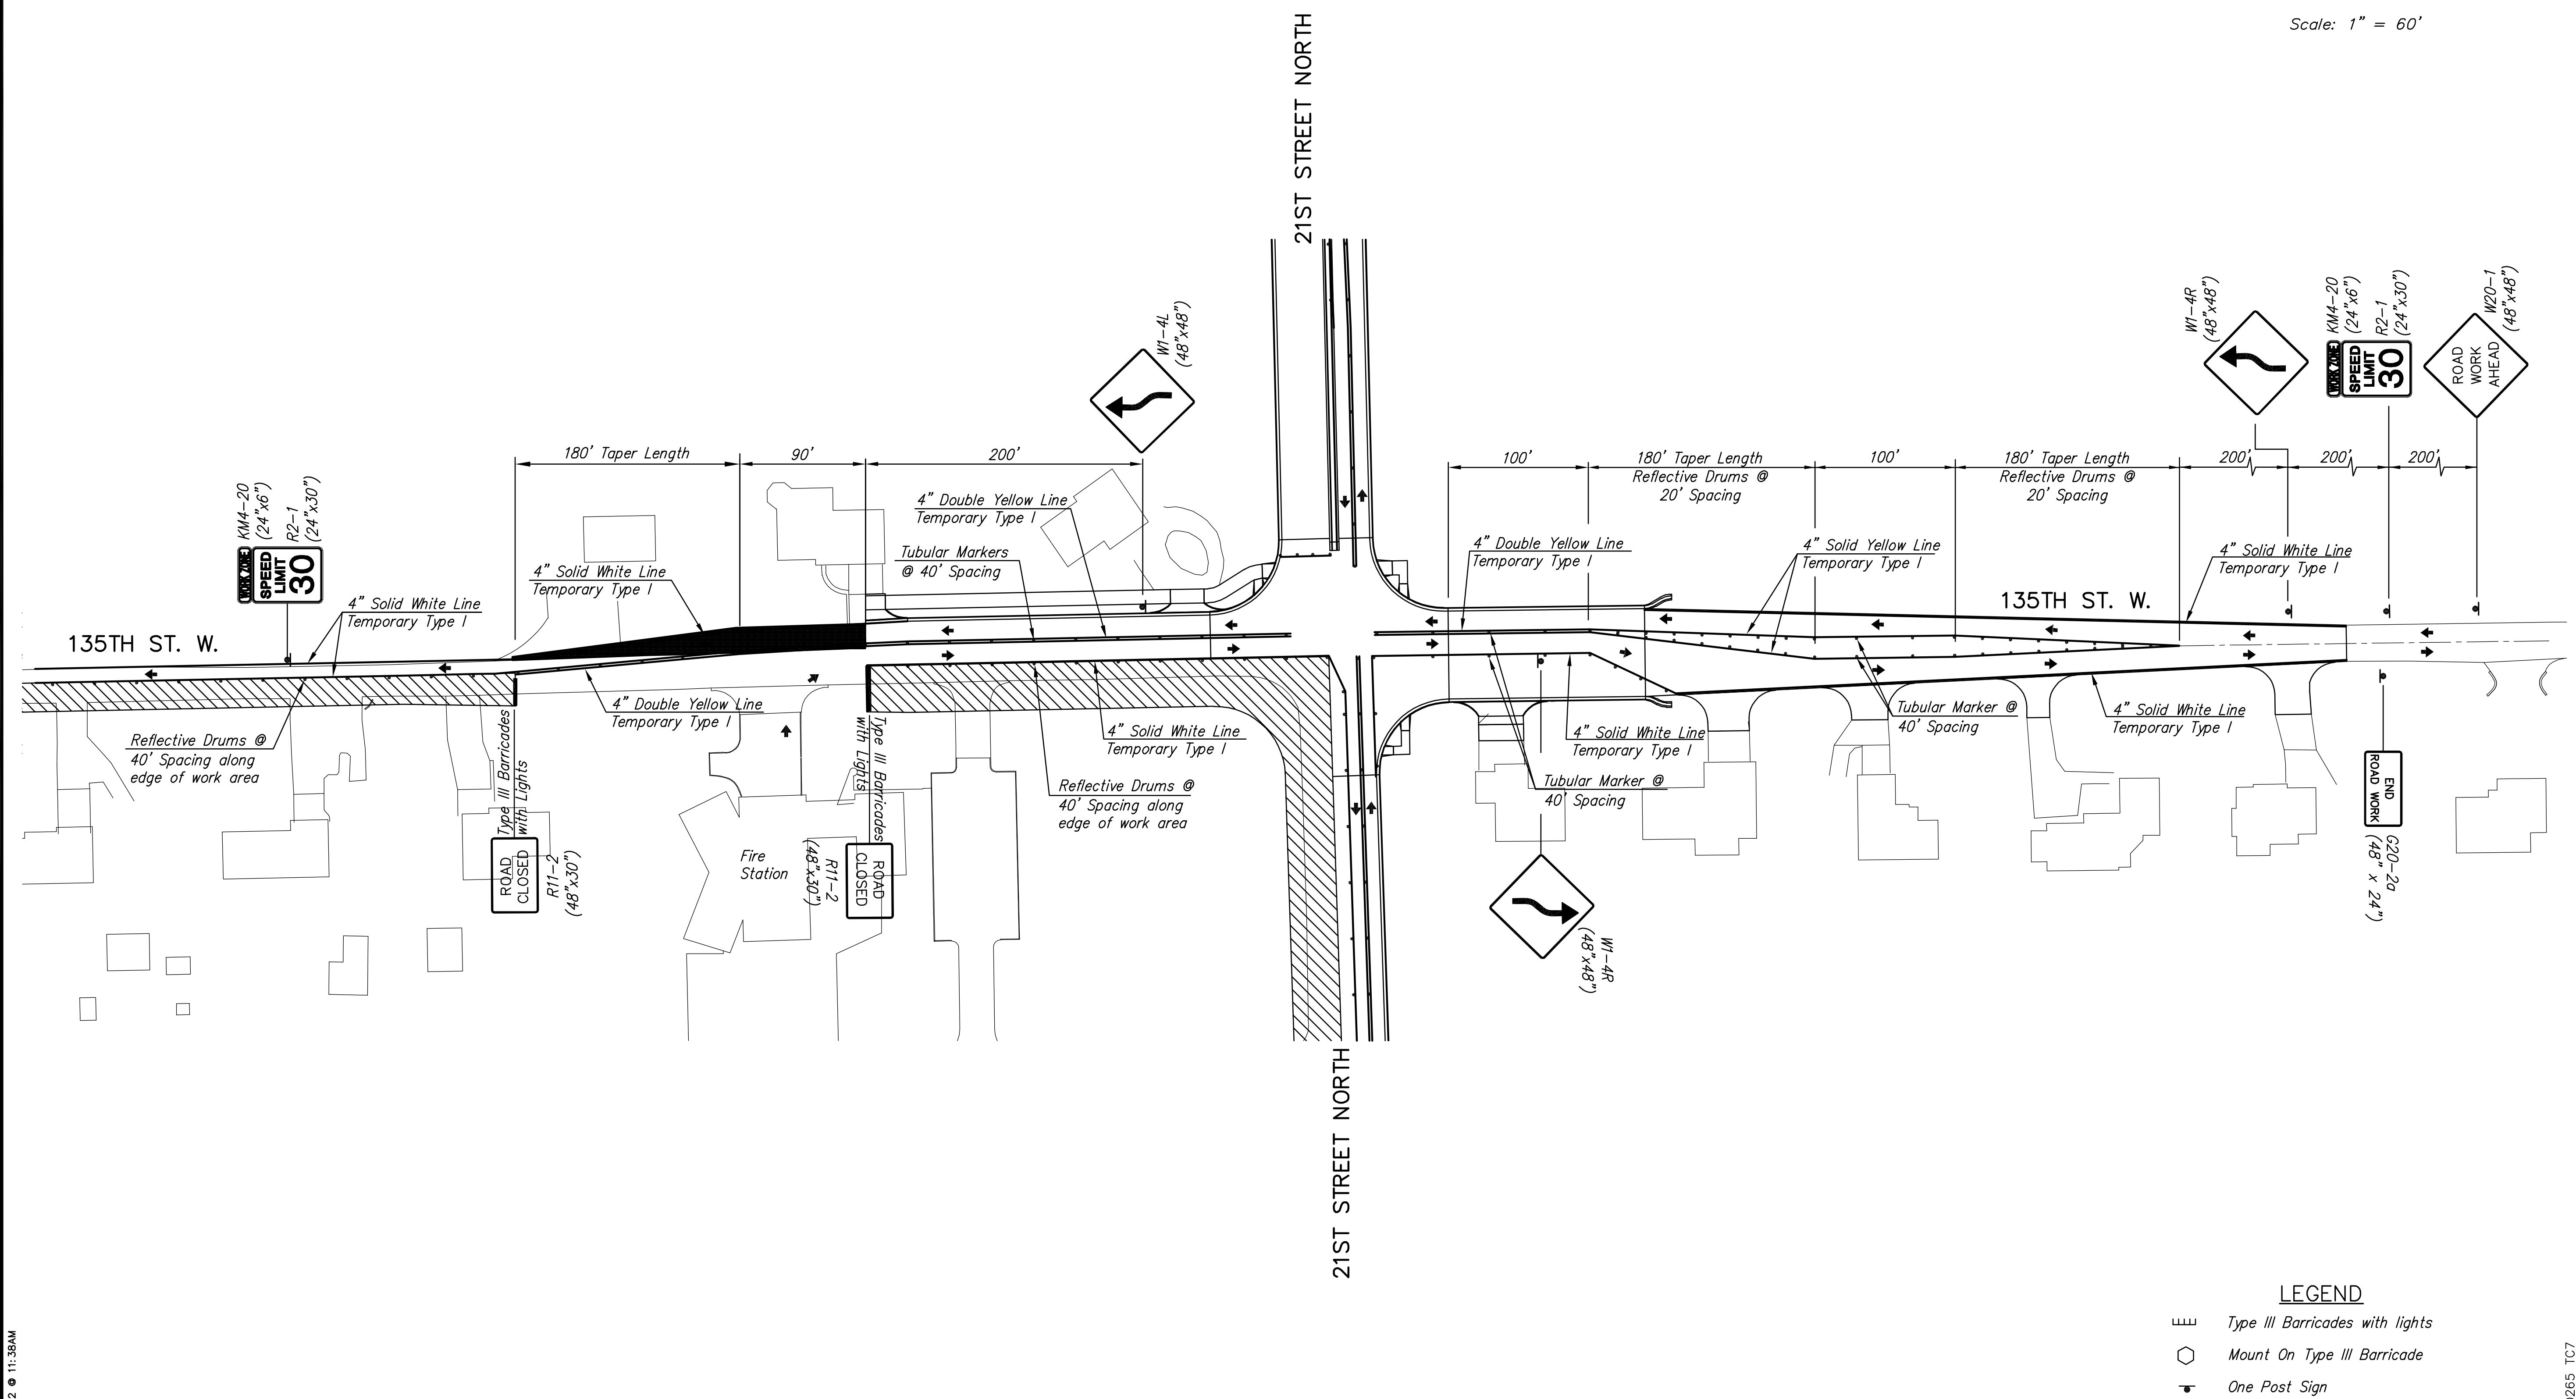 Scale: 1" = 60'
21ST STREET NORTH
W1-4L
(48"x48")
W1-4R
(48"x48")
WORK ZONE
SPEED
LIMIT
30
KM4-20
(24"x6")
R2-1
(24"x30")
ROAD
WORK
AHEAD
W20-1
(48"x48")
180' Taper Length
90'
200'
100'
180' Taper Length
Reflective Drums @
20' Spacing
100'
180' Taper Length
Reflective Drums @
20' Spacing
200'
200'
200'
WORK ZONE
SPEED
LIMIT
30
KM4-20
(24"x6")
R2-1
(24"x30")
4" Double Yellow Line
Temporary Type I
Tubular Markers
@ 40' Spacing
4" Solid White Line
Temporary Type I
4" Solid White Line
Temporary Type I
4" Double Yellow Line
Temporary Type I
4" Solid Yellow Line
Temporary Type I
4" Solid White Line
Temporary Type I
135TH ST. W.
135TH ST. W.
4" Double Yellow Line
Temporary Type I
Reflective Drums @
40' Spacing along
edge of work area
Type III Barricades
with Lights
Type III Barricades
with Lights
4" Solid White Line
Temporary Type I
Reflective Drums @
40' Spacing along
edge of work area
4" Solid White Line
Temporary Type I
Tubular Marker @
40' Spacing
Tubular Marker @
40' Spacing
4" Solid White Line
Temporary Type I
END
ROAD WORK
G20-2a
(48" x 24")
ROAD
CLOSED
R11-2
(48"x30")
Fire
Station
ROAD
CLOSED
R11-2
(48"x30")
W1-4R
(48"x48")
21ST STREET NORTH
LEGEND
Type III Barricades with lights
Mount On Type III Barricade
One Post Sign
2 @ 11:38AM
0265 TC7